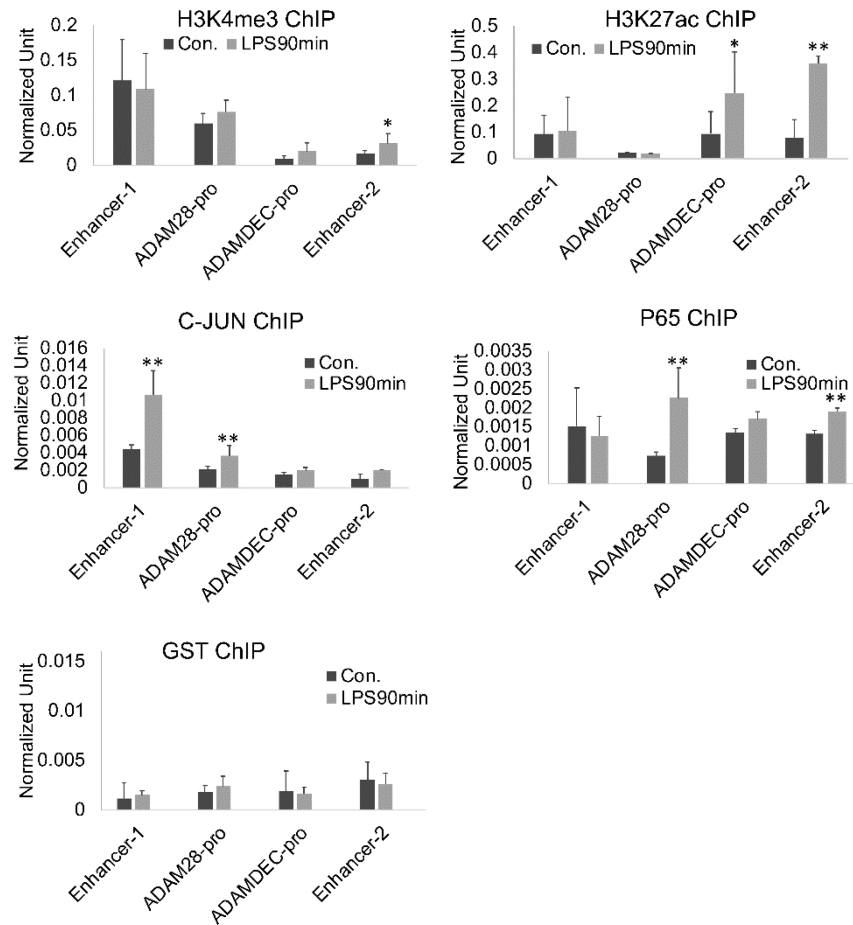 H3K4me3 ChIP
Normalized Unit
0.2
0.15
0.1
0.05
0
Con. LPS90min
*
Enhancer-1
ADAM28-pro
ADAMDEC-pro
Enhancer-2
H3K27ac ChIP
Normalized Unit
0.5
0.4
0.3
0.2
0.1
0
Con. LPS90min
*
**
Enhancer-1
ADAM28-pro
ADAMDEC-pro
Enhancer-2
C-JUN ChIP
Normalized Unit
0.016
0.014
0.012
0.01
0.008
0.006
0.004
0.002
0
Con.
LPS90min
**
**
Enhancer-1
ADAM28-pro
ADAMDEC-pro
Enhancer-2
P65 ChIP
Normalized Unit
0.0035
0.003
0.0025
0.002
0.0015
0.001
0.0005
0
Con.
LPS90min
**
**
Enhancer-1
ADAM28-pro
ADAMDEC-pro
Enhancer-2
GST ChIP
Normalized Unit
0.015
0.01
0.005
0
Con.
LPS90min
Enhancer-1
ADAM28-pro
ADAMDEC-pro
Enhancer-2